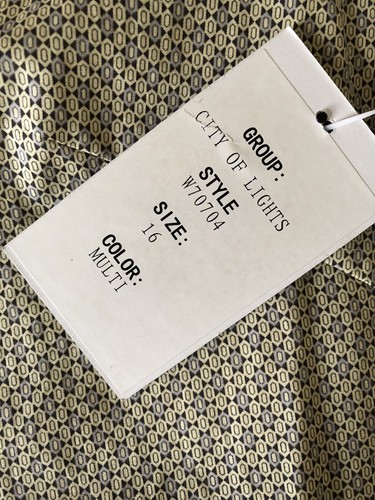 GROUP:
CITY OF LIGHTS
STYLE
W70704
SIZE:
16
COLOR:
MULTI